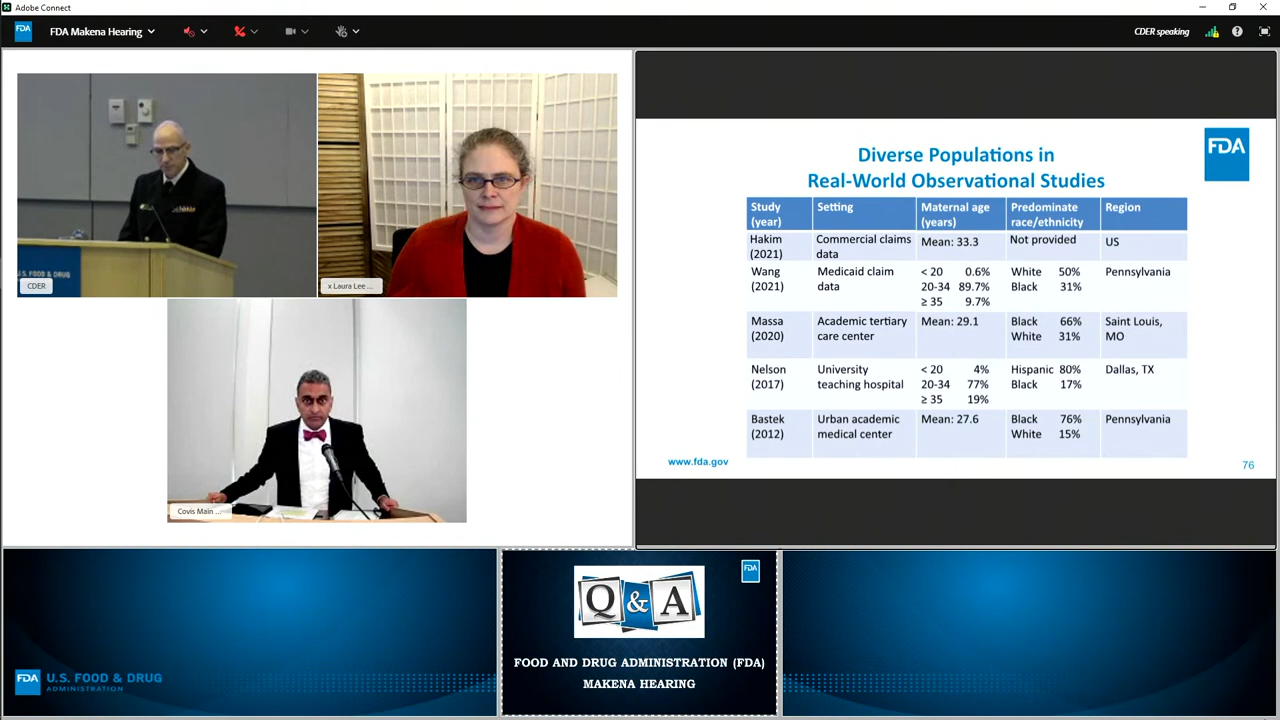 Adobe Connect
FDA
FDA Makena Hearing
CDER speaking
U.S. FOOD & DRUG
CDER
x Laura Lee ...
Covis Main ...
FDA
Diverse Populations in
Real-World Observational Studies
Study (year) Setting Maternal age (years) Predominate race/ethnicity Region
Hakim (2021) Commercial claims data Mean: 33.3 Not provided US
Wang (2021) Medicaid claim data < 20 0.6% 20-34 89.7% ≥ 35 9.7% White 50% Black 31% Pennsylvania
Massa (2020) Academic tertiary care center Mean: 29.1 Black 66% White 31% Saint Louis, MO
Nelson (2017) University teaching hospital < 20 4% 20-34 77% ≥ 35 19% Hispanic 80% Black 17% Dallas, TX
Bastek (2012) Urban academic medical center Mean: 27.6 Black 76% White 15% Pennsylvania
www.fda.gov
76
FDA U.S. FOOD & DRUG
ADMINISTRATION
FDA
Q & A
FOOD AND DRUG ADMINISTRATION (FDA)
MAKENA HEARING